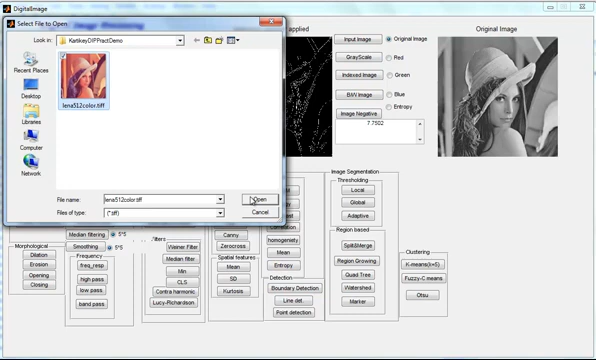 DigitalImage
Select File to Open
Look in:
KartikeyDIPPractDemo
Recent Places
Desktop
Libraries
Computer
Network
lena512color.tiff
File name:
lena512color.tiff
Open
Files of type:
(*.tiff)
Cancel
applied
Original Image
Input Image
Original Image
GrayScale
Red
Indexed Image
Green
B\W Image
Blue
Image Negative
Entropy
7.7502
Image Segmentation
Thresholding
Local
Global
Adaptive
Region based
Split&Merge
Region Growing
Quad Tree
Watershed
Marker
Clustering
K-means(k=5)
Fuzzy-C means
Otsu
Median filtering
5*5
Smoothing
5*5
Morphological
Dilation
Erosion
Opening
Closing
Frequency
freq_resp
high pass
low pass
band pass
filters
Weiner Filter
Median Filter
Min
CLS
Contra harmonic
Lucy-Richardson
Canny
Zerocross
Spatial features
Mean
SD
Kurtosis
homogeniety
Mean
Entropy
Detection
Boundary Detection
Line det.
Point detection